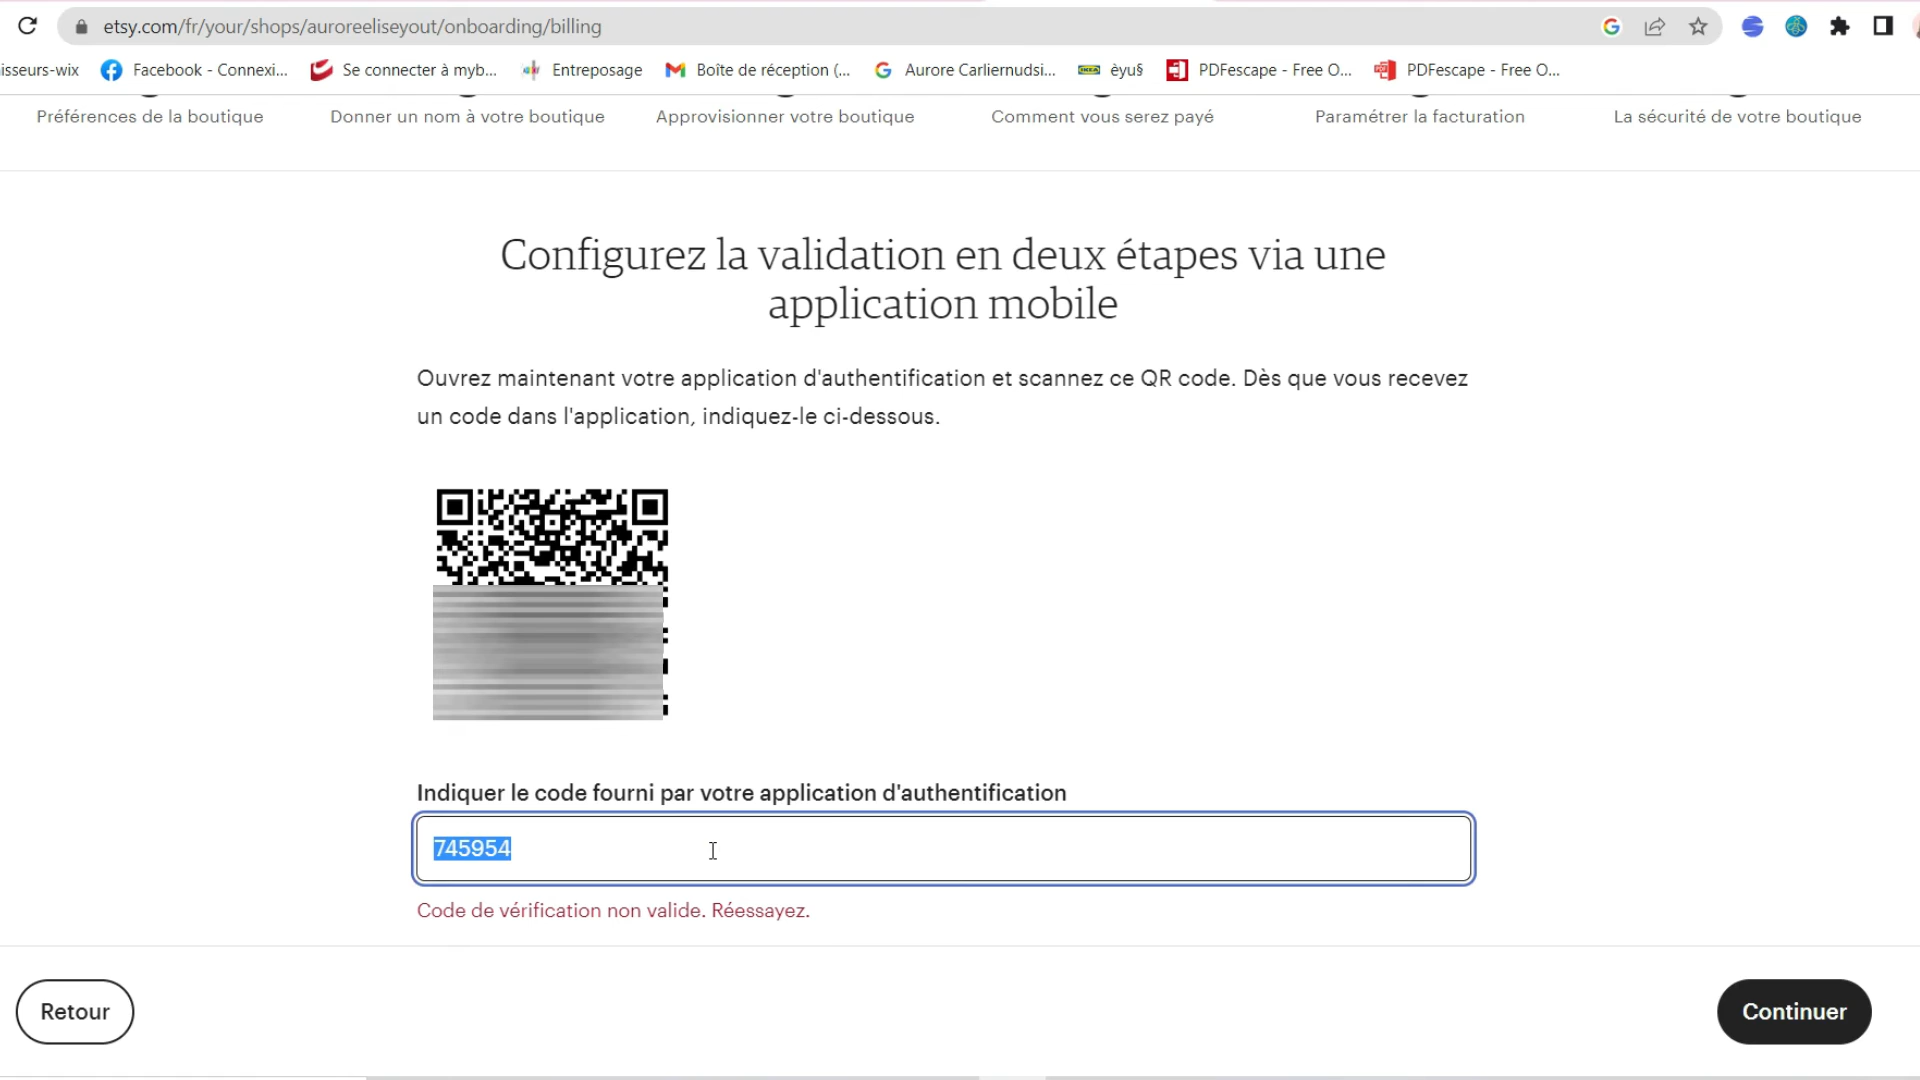 etsy.com/fr/your/shops/auroreeliseyout/onboarding/billing
isseurs-wix Facebook - Connexi... Se connecter à myb... Entreposage Boîte de réception (... Aurore Carliernudsi... èyu§ PDFescape - Free O... PDFescape - Free O...
Préférences de la boutique Donner un nom à votre boutique Approvisionner votre boutique Comment vous serez payé Paramétrer la facturation La sécurité de votre boutique
Configurez la validation en deux étapes via une
application mobile
Ouvrez maintenant votre application d'authentification et scannez ce QR code. Dès que vous recevez
un code dans l'application, indiquez-le ci-dessous.
Indiquer le code fourni par votre application d'authentification
745954
Code de vérification non valide. Réessayez.
Retour Continuer